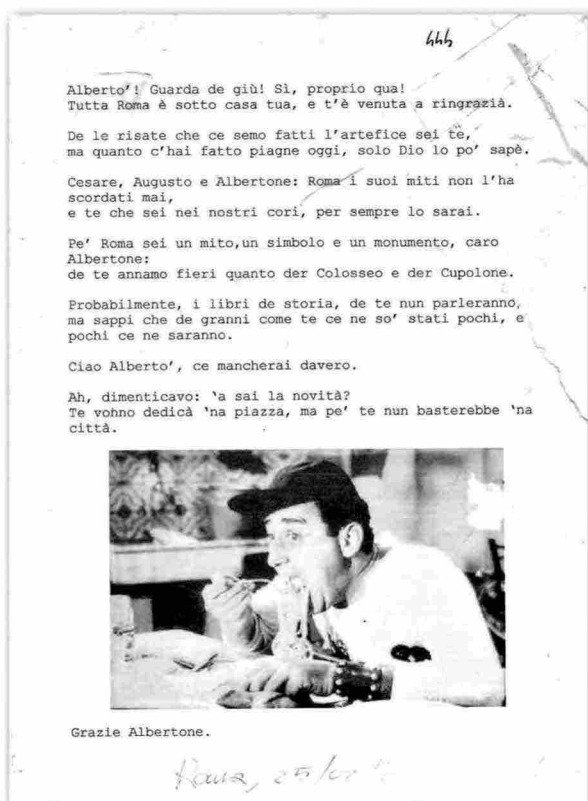 444
Alberto'! Guarda de giù! Sì, proprio qua!
Tutta Roma è sotto casa tua, e t'è venuta a ringrazià.
De le risate che ce semo fatti l'artefice sei te,
ma quanto c'hai fatto piagne oggi, solo Dio lo po' sapè.
Cesare, Augusto e Albertone: Roma i suoi miti non l'ha
scordati mai,
e te che sei nei nostri cori, per sempre lo sarai.
Pe' Roma sei un mito,un simbolo e un monumento, caro
Albertone:
de te annamo fieri quanto der Colosseo e der Cupolone.
Probabilmente, i libri de storia, de te nun parleranno,
ma sappi che de granni come te ce ne so' stati pochi, e
pochi ce ne saranno.
Ciao Alberto', ce mancherai davero.
Ah, dimenticavo: 'a sai la novità?
Te vohno dedicà 'na piazza, ma pe' te nun basterebbe 'na
città.
Grazie Albertone.
Roma, 25/02